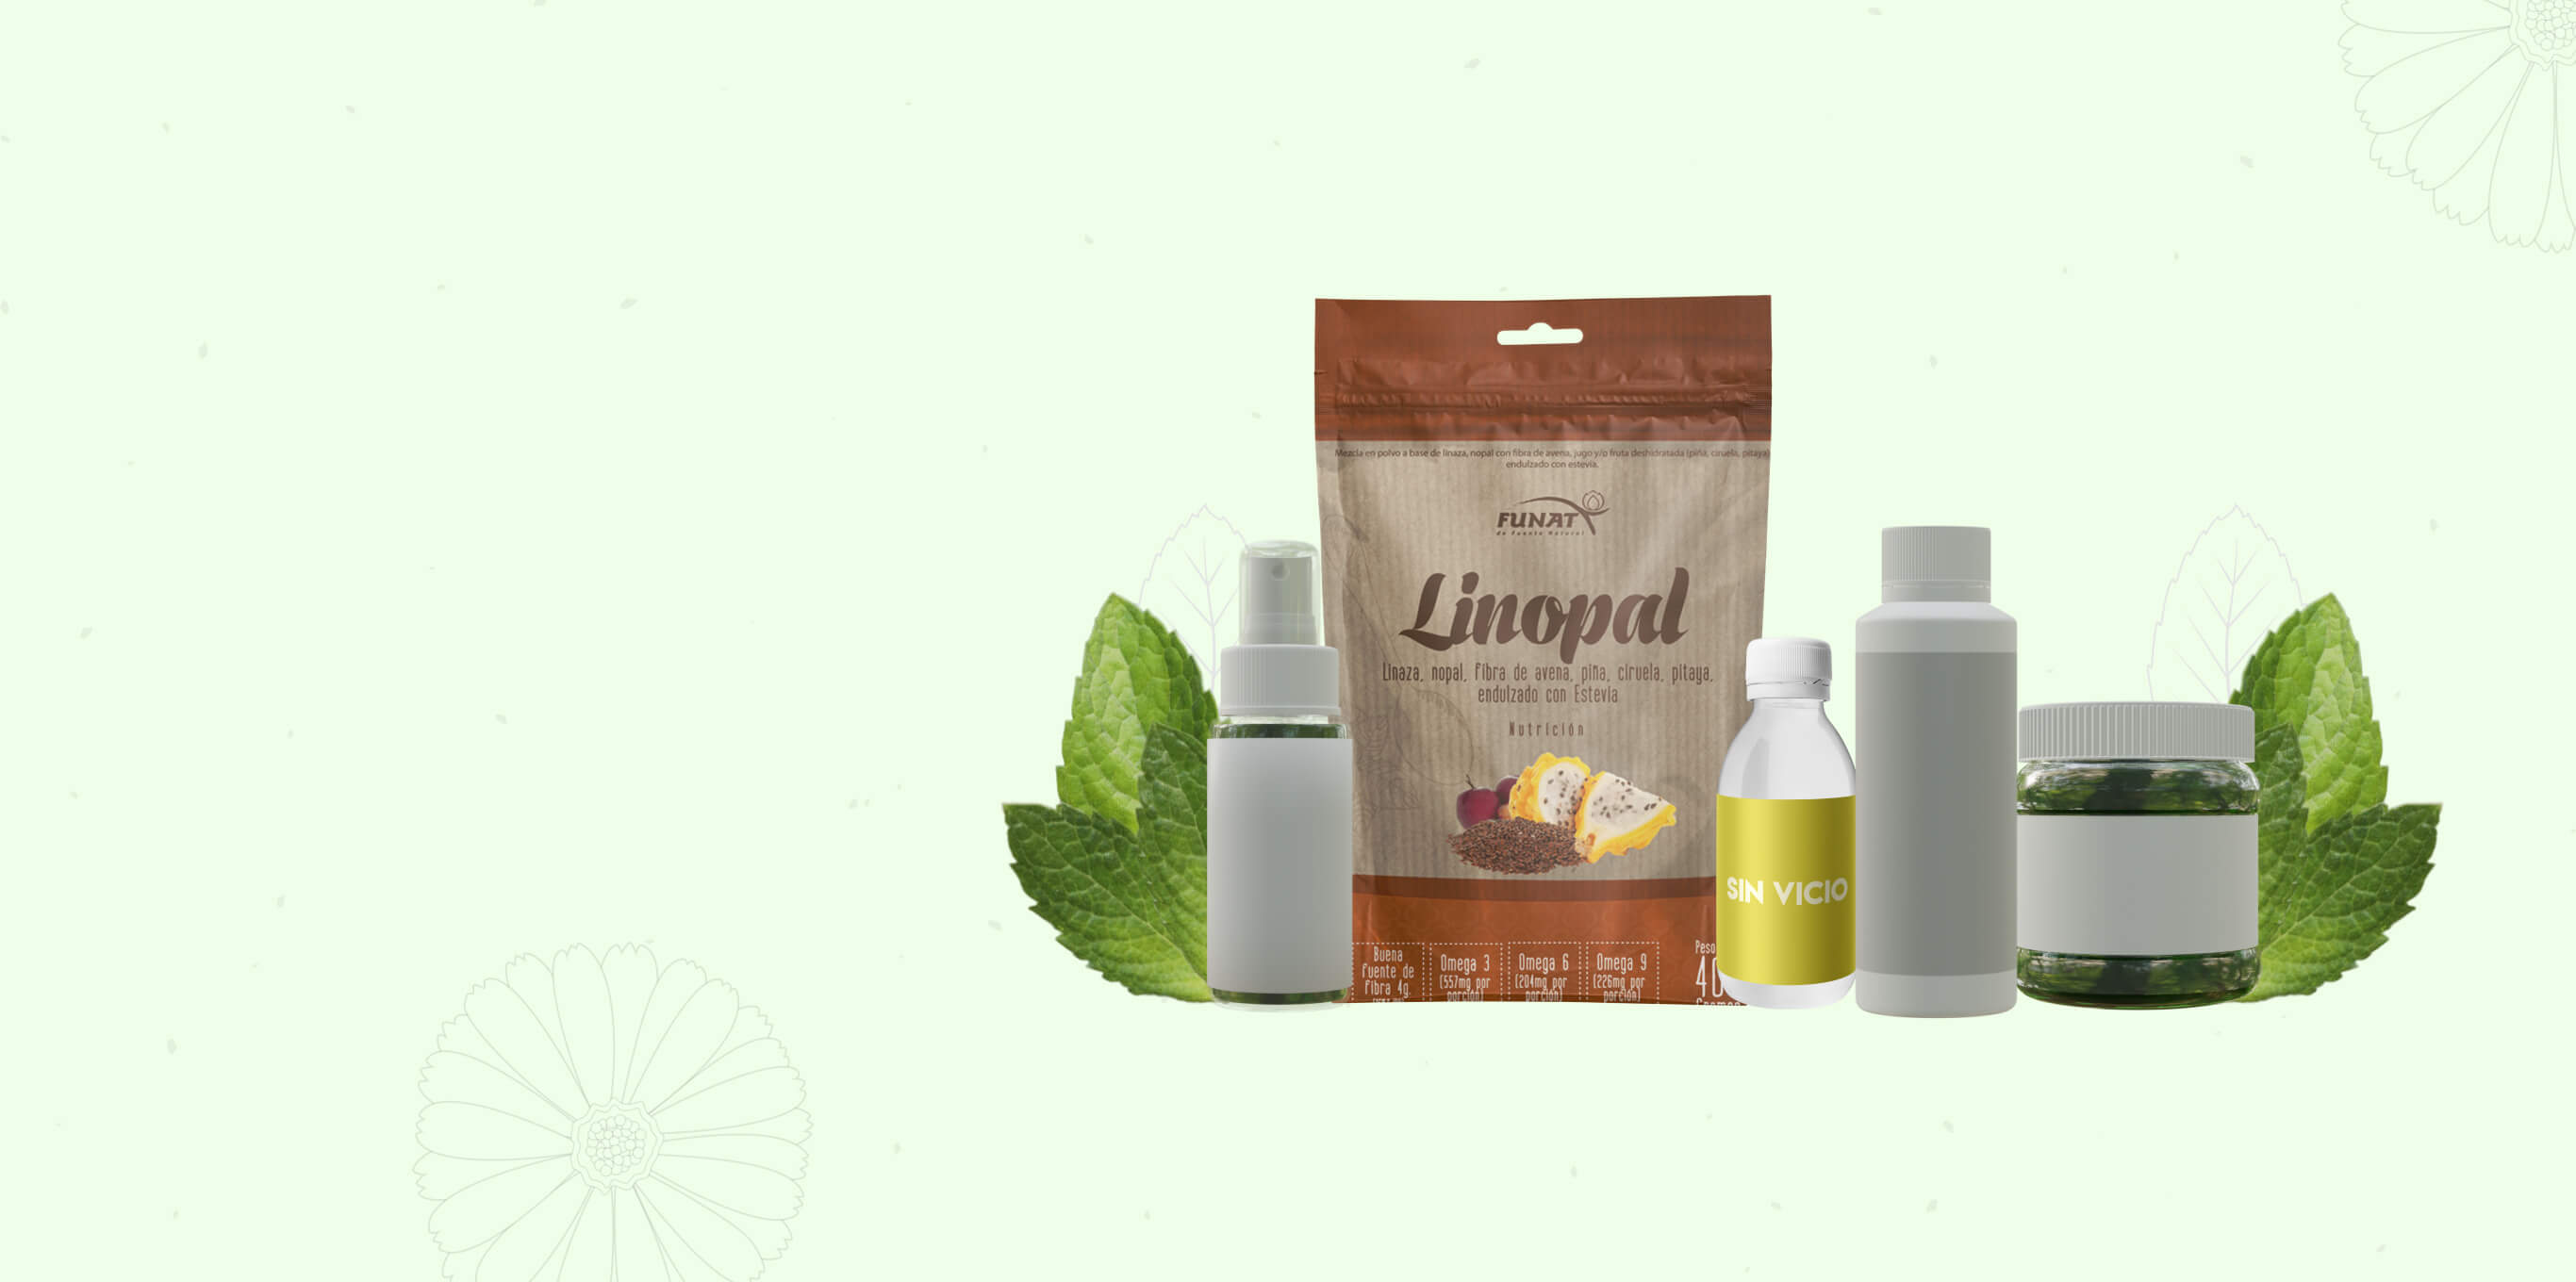 Mezcla en polvo a base de linaza, nopal con fibra de avena, jugo y/o fruta deshidratada (piña, ciruela, pitaya)
endulzado con estevia.
FUNAT
de Fuente Natural
Linopal
Linaza, nopal, fibra de avena, piña, ciruela, pitaya,
endulzado con Estevia
Nutrición
SIN VICIO
Buena
fuente de
fibra 4g.
Omega 3
(557mg por
porción)
Omega 6
(204mg por
porción)
Omega 9
(226mg por
porción)
Peso